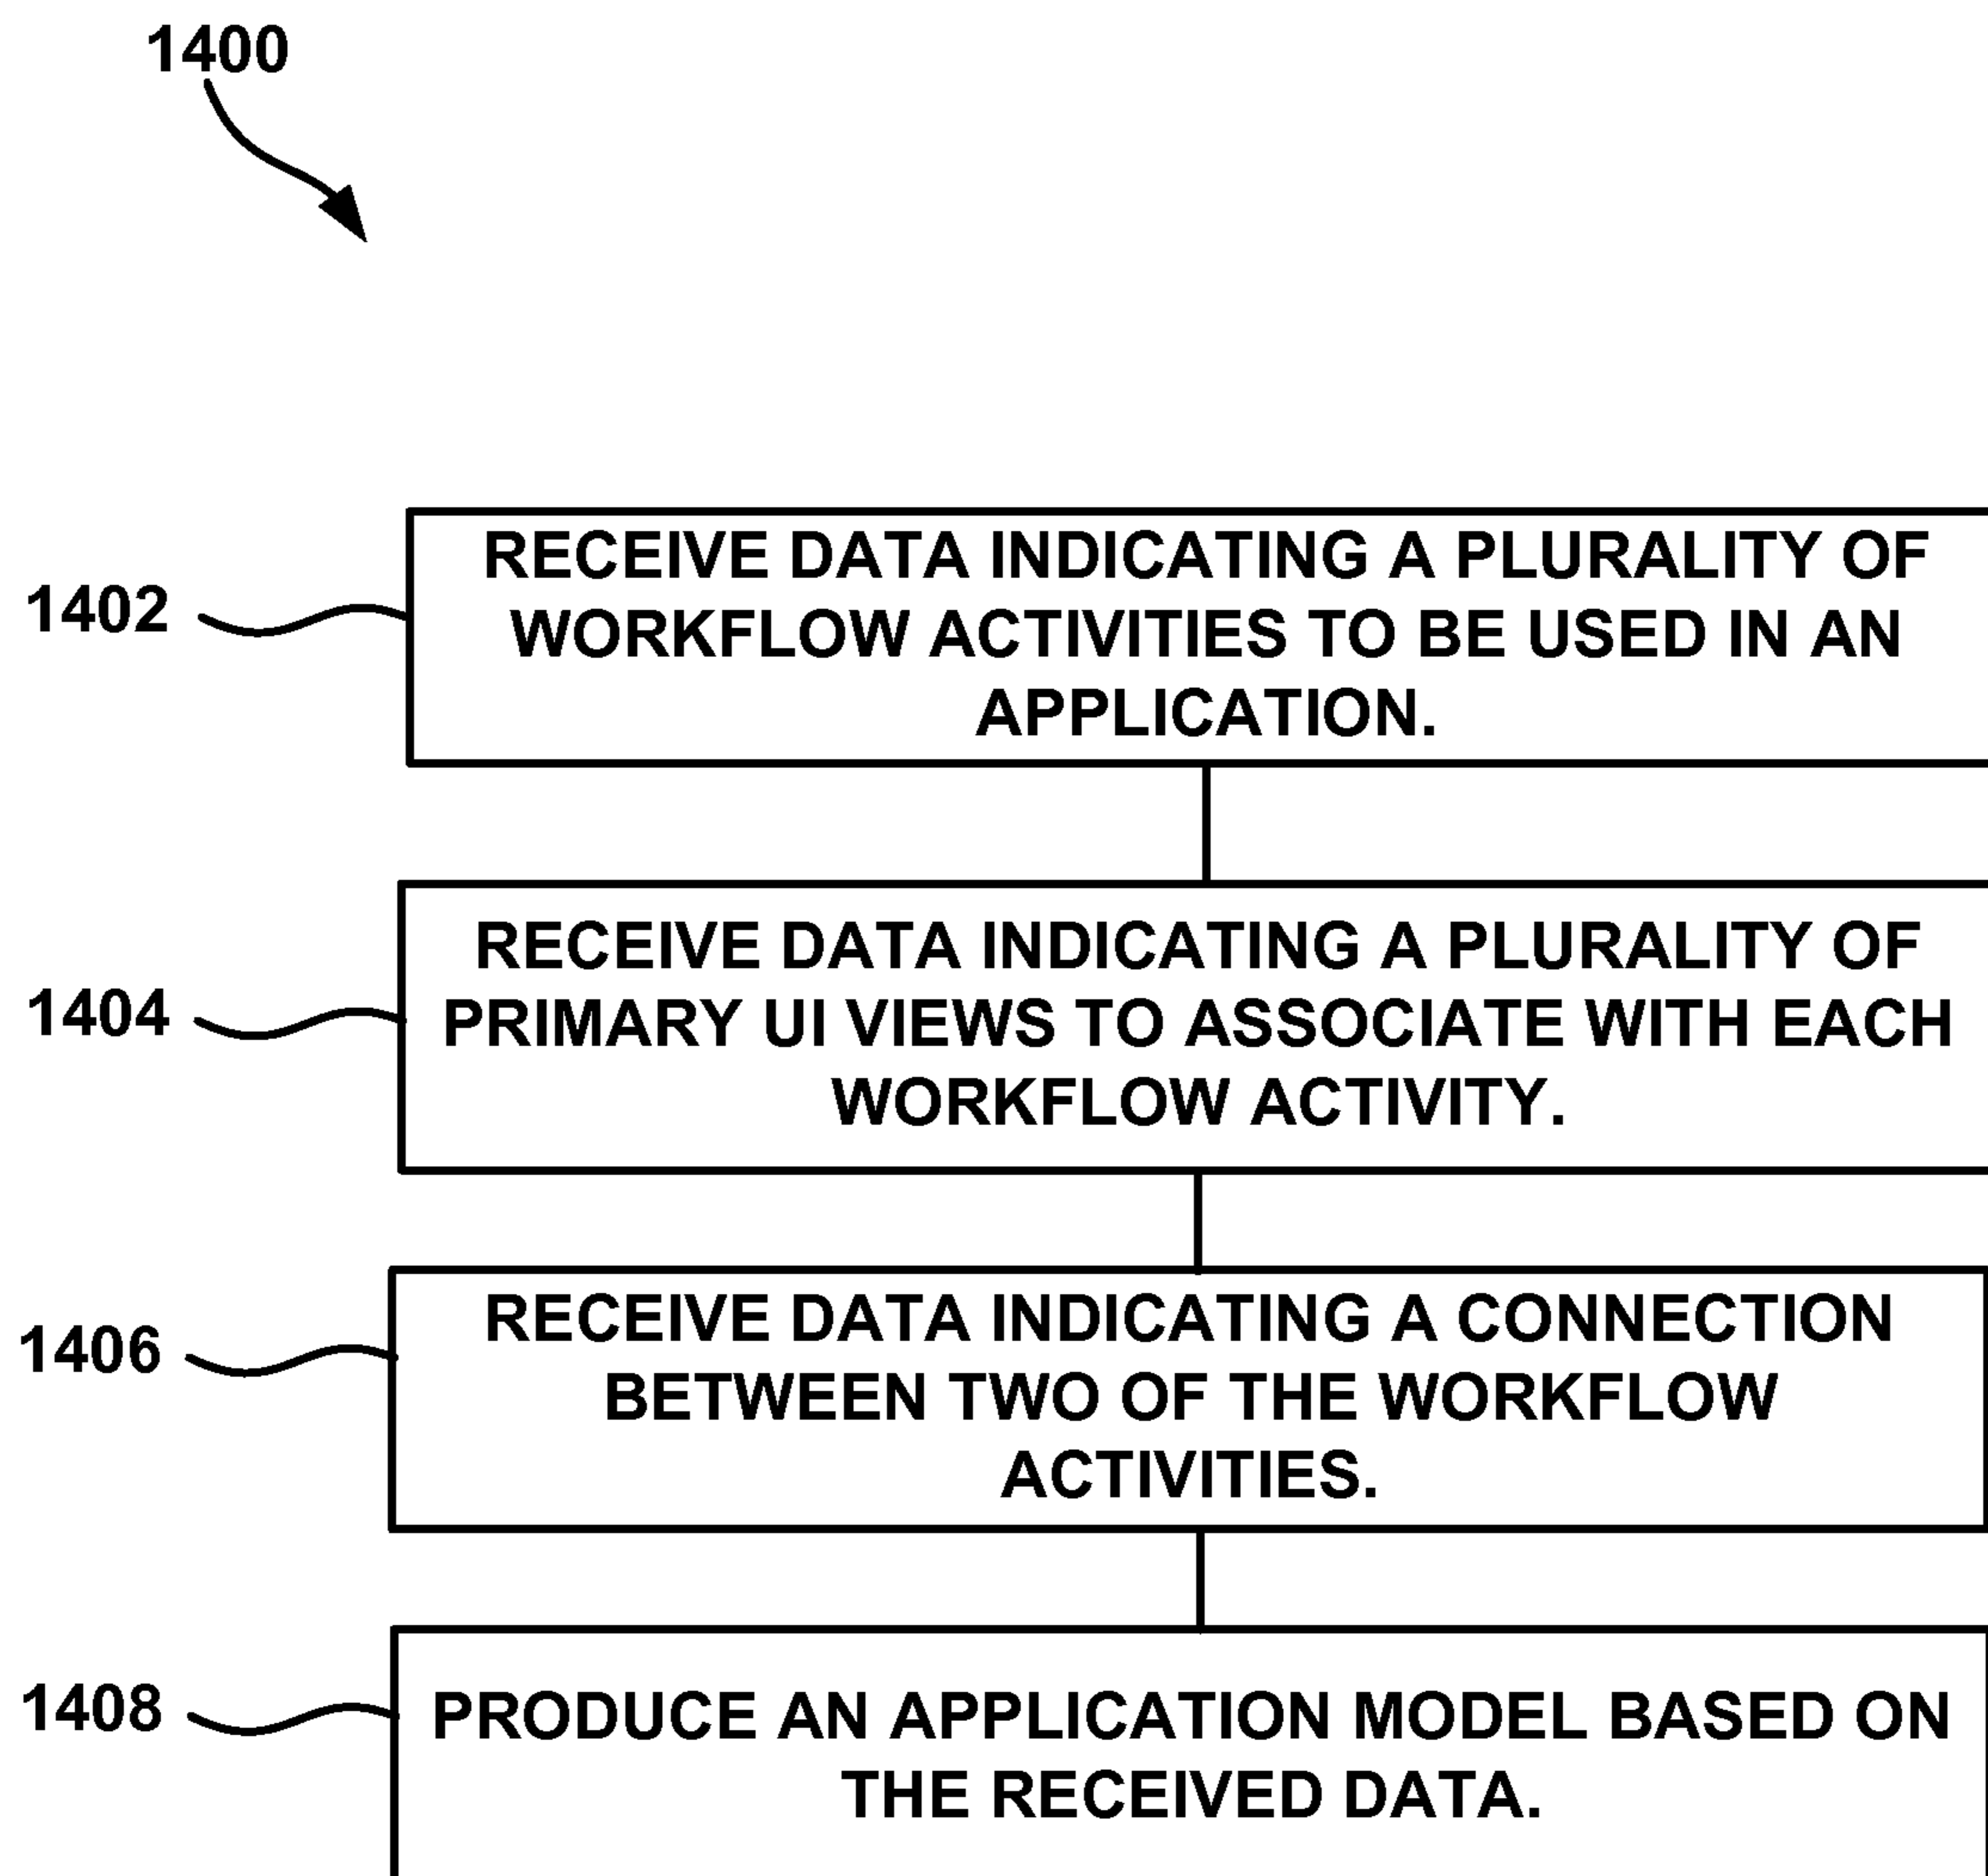 1400
1402
RECEIVE DATA INDICATING A PLURALITY OF
WORKFLOW ACTIVITIES TO BE USED IN AN
APPLICATION.
1404
RECEIVE DATA INDICATING A PLURALITY OF
PRIMARY UI VIEWS TO ASSOCIATE WITH EACH
WORKFLOW ACTIVITY.
1406
RECEIVE DATA INDICATING A CONNECTION
BETWEEN TWO OF THE WORKFLOW
ACTIVITIES.
1408
PRODUCE AN APPLICATION MODEL BASED ON
THE RECEIVED DATA.